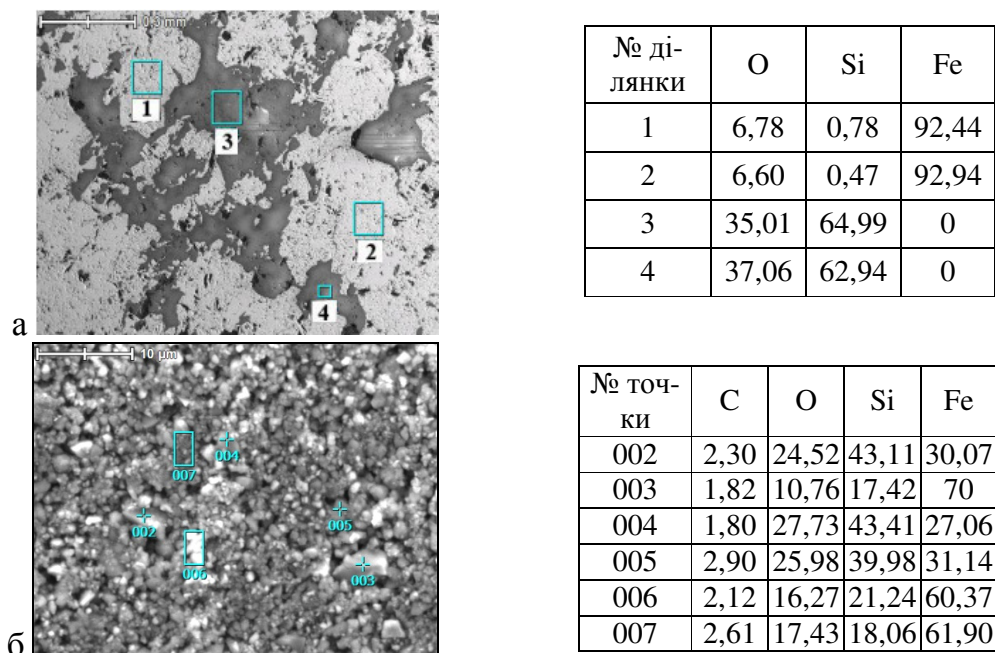 0,3 mm
1
3
2
4
а
№ ді-
лянки O Si Fe
1 6,78 0,78 92,44
2 6,60 0,47 92,94
3 35,01 64,99 0
4 37,06 62,94 0
10 µm
004
007
002
005
006
003
б
№ точ-
ки C O Si Fe
002 2,30 24,52 43,11 30,07
003 1,82 10,76 17,42 70
004 1,80 27,73 43,41 27,06
005 2,90 25,98 39,98 31,14
006 2,12 16,27 21,24 60,37
007 2,61 17,43 18,06 61,90